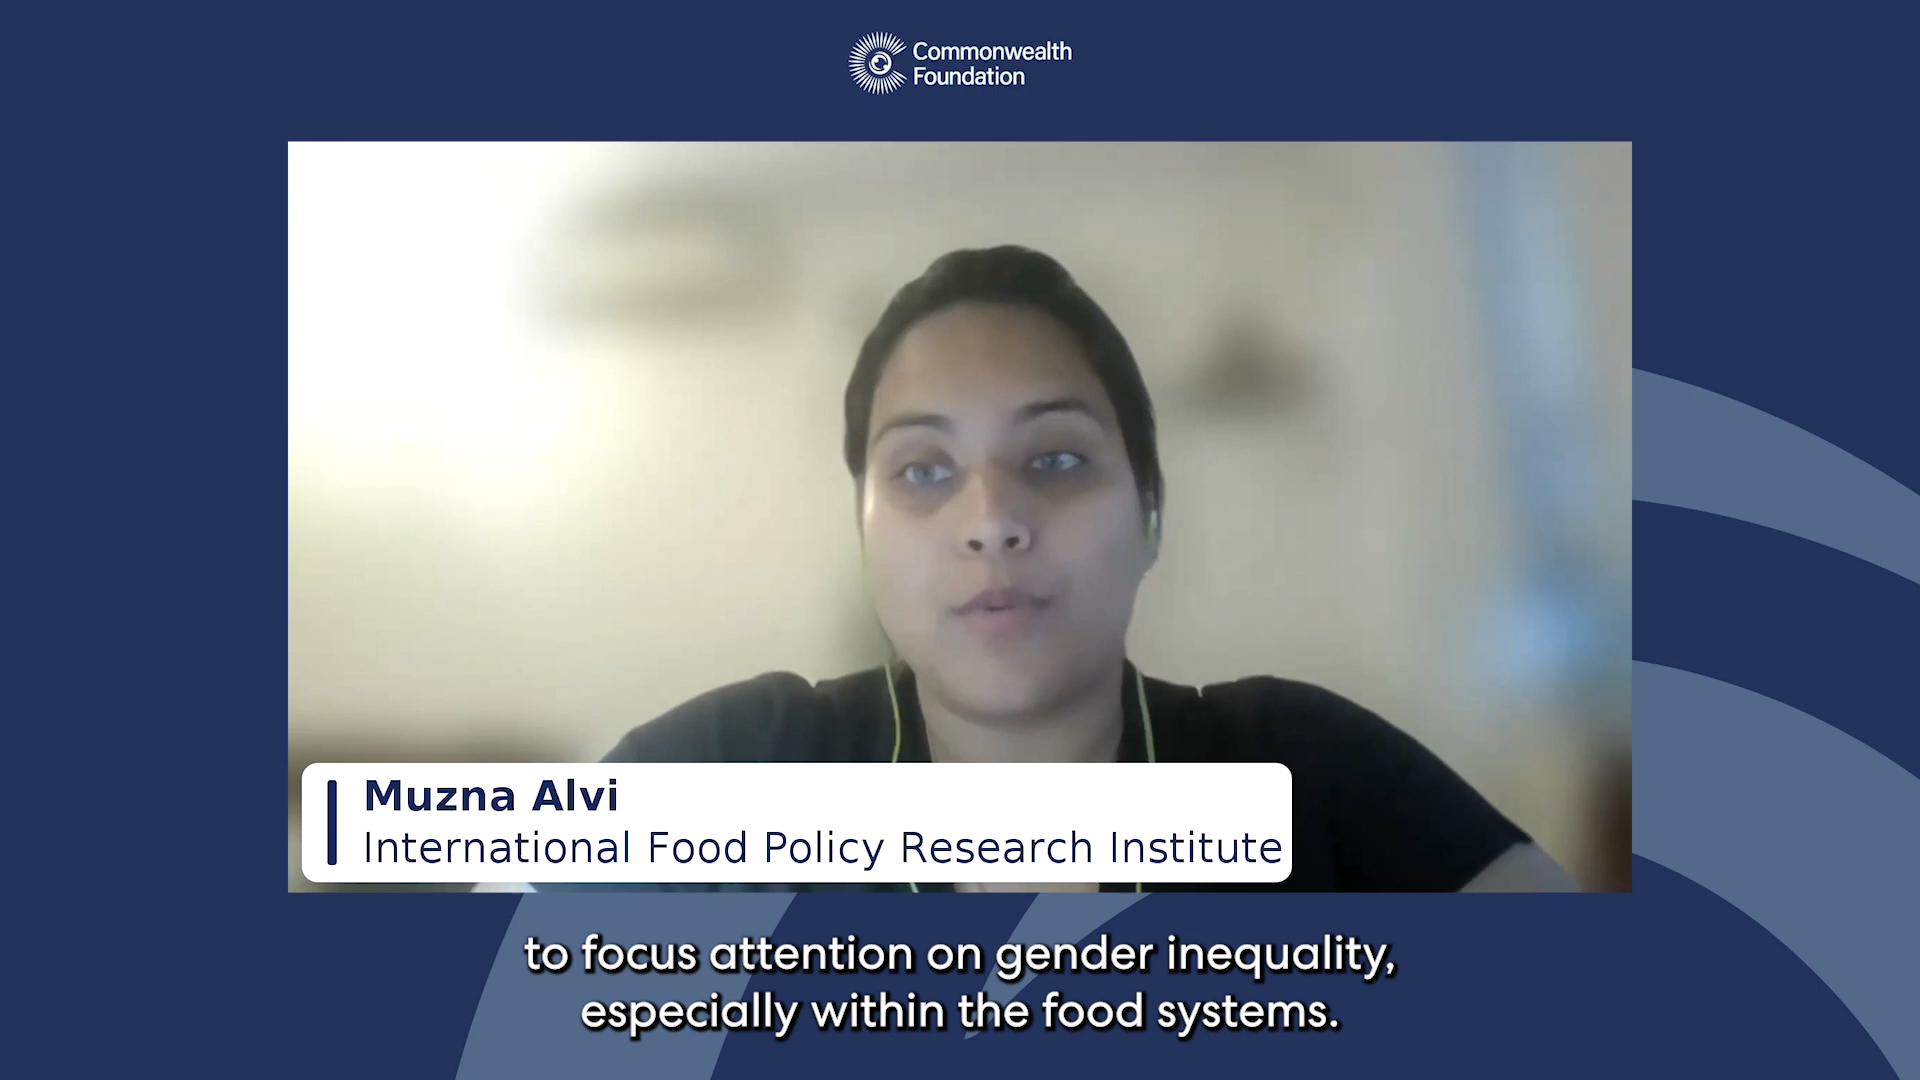 Commonwealth
Foundation
Muzna Alvi
International Food Policy Research Institute
to focus attention on gender inequality,
especially within the food systems.